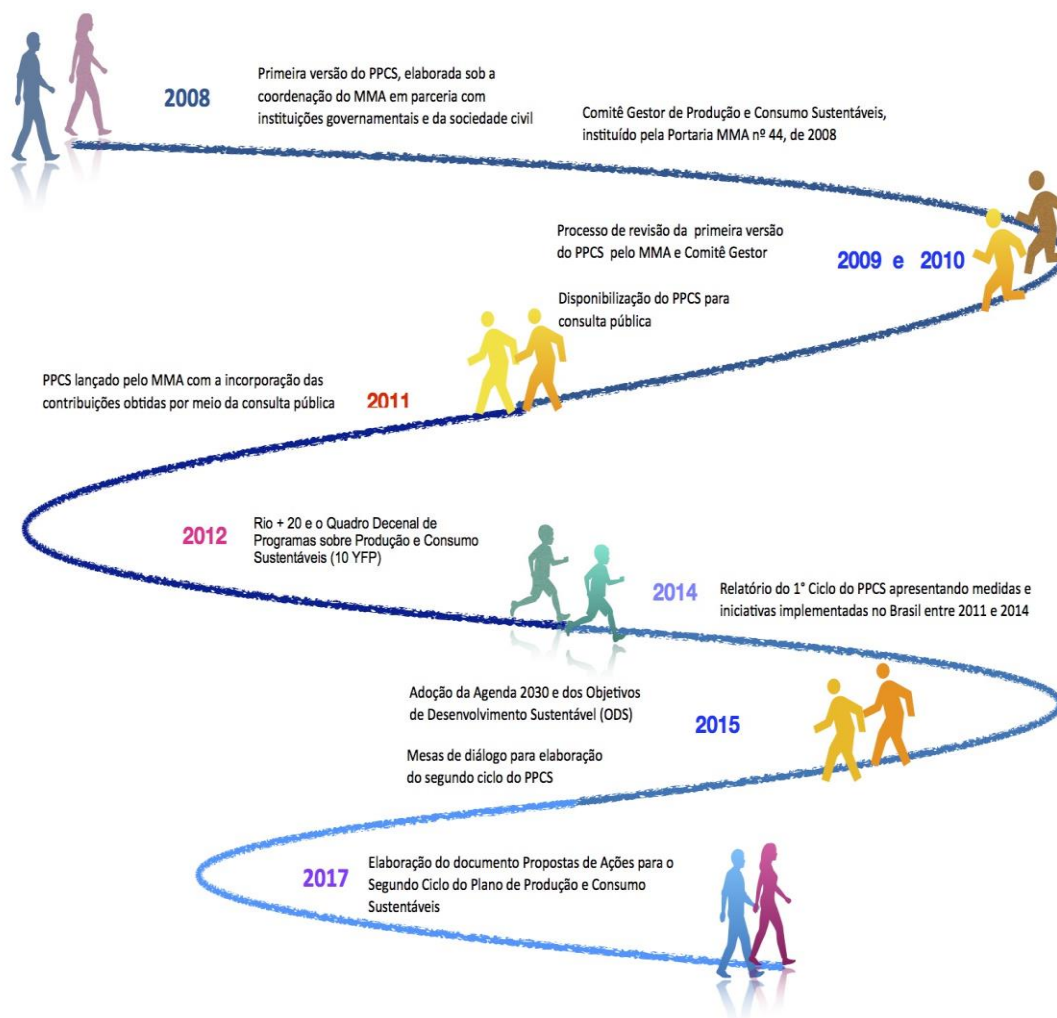 2008
Primeira versão do PPCS, elaborada sob a
coordenação do MMA em parceria com
instituições governamentais e da sociedade civil
Comitê Gestor de Produção e Consumo Sustentáveis,
instituído pela Portaria MMA nº 44, de 2008
Processo de revisão da primeira versão
do PPCS pelo MMA e Comitê Gestor
2009 e 2010
Disponibilização do PPCS para
consulta pública
PPCS lançado pelo MMA com a incorporação das
contribuições obtidas por meio da consulta pública
2011
2012
Rio + 20 e o Quadro Decenal de
Programas sobre Produção e Consumo
Sustentáveis (10 YFP)
2014
Relatório do 1° Ciclo do PPCS apresentando medidas e
iniciativas implementadas no Brasil entre 2011 e 2014
Adoção da Agenda 2030 e dos Objetivos
de Desenvolvimento Sustentável (ODS)
2015
Mesas de diálogo para elaboração
do segundo ciclo do PPCS
2017
Elaboração do documento Propostas de Ações para o
Segundo Ciclo do Plano de Produção e Consumo
Sustentáveis